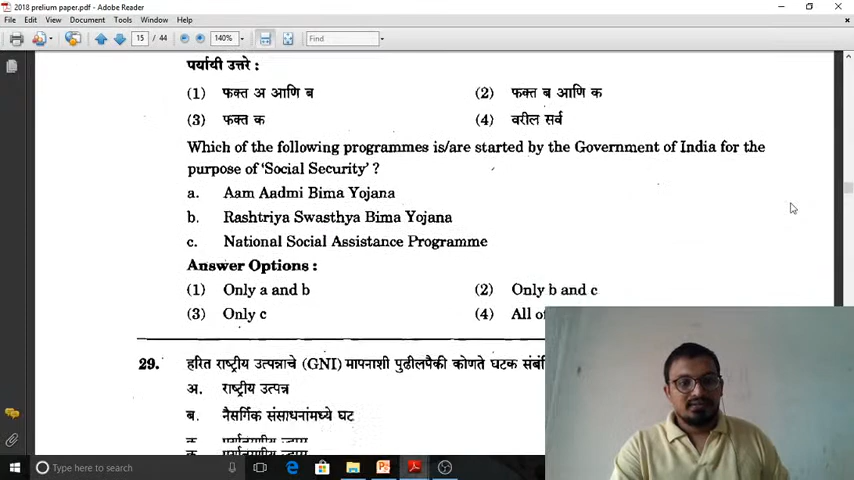 2018 prelium paper.pdf - Adobe Reader
File Edit View Document Tools Window Help
15 / 44 140% Find
पर्यायी उत्तरे :
(1) फक्त अ आणि ब (2) फक्त ब आणि क
(3) फक्त क (4) वरील सर्व
Which of the following programmes is/are started by the Government of India for the
purpose of 'Social Security' ?
a. Aam Aadmi Bima Yojana
b. Rashtriya Swasthya Bima Yojana
c. National Social Assistance Programme
Answer Options :
(1) Only a and b (2) Only b and c
(3) Only c (4) All
29. हरित राष्ट्रीय उत्पन्नाचे (GNI) मापनाशी पुढीलपैकी कोणते घटक
अ. राष्ट्रीय उत्पन्न
ब. नैसर्गिक संसाधनांमध्ये घट
Type here to search